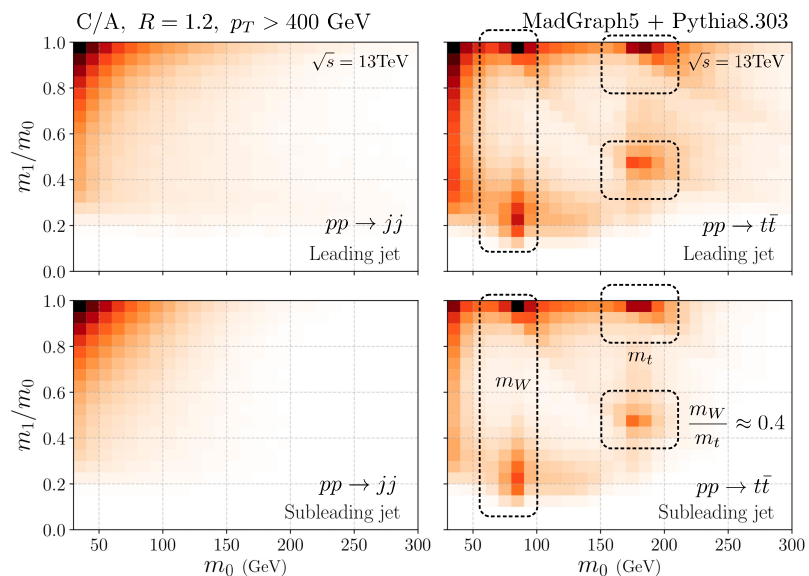 C/A, R = 1.2, p_T > 400 GeV
MadGraph5 + Pythia8.303
1.0
0.8
0.6
0.4
0.2
0.0
m_1/m_0
√s = 13TeV
pp → jj
Leading jet
√s = 13TeV
pp → tt̄
Leading jet
1.0
0.8
0.6
0.4
0.2
0.0
m_1/m_0
pp → jj
Subleading jet
m_W
m_t
m_W/m_t ≈ 0.4
pp → tt̄
Subleading jet
50 100 150 200 250 300
m_0 (GeV)
50 100 150 200 250 300
m_0 (GeV)